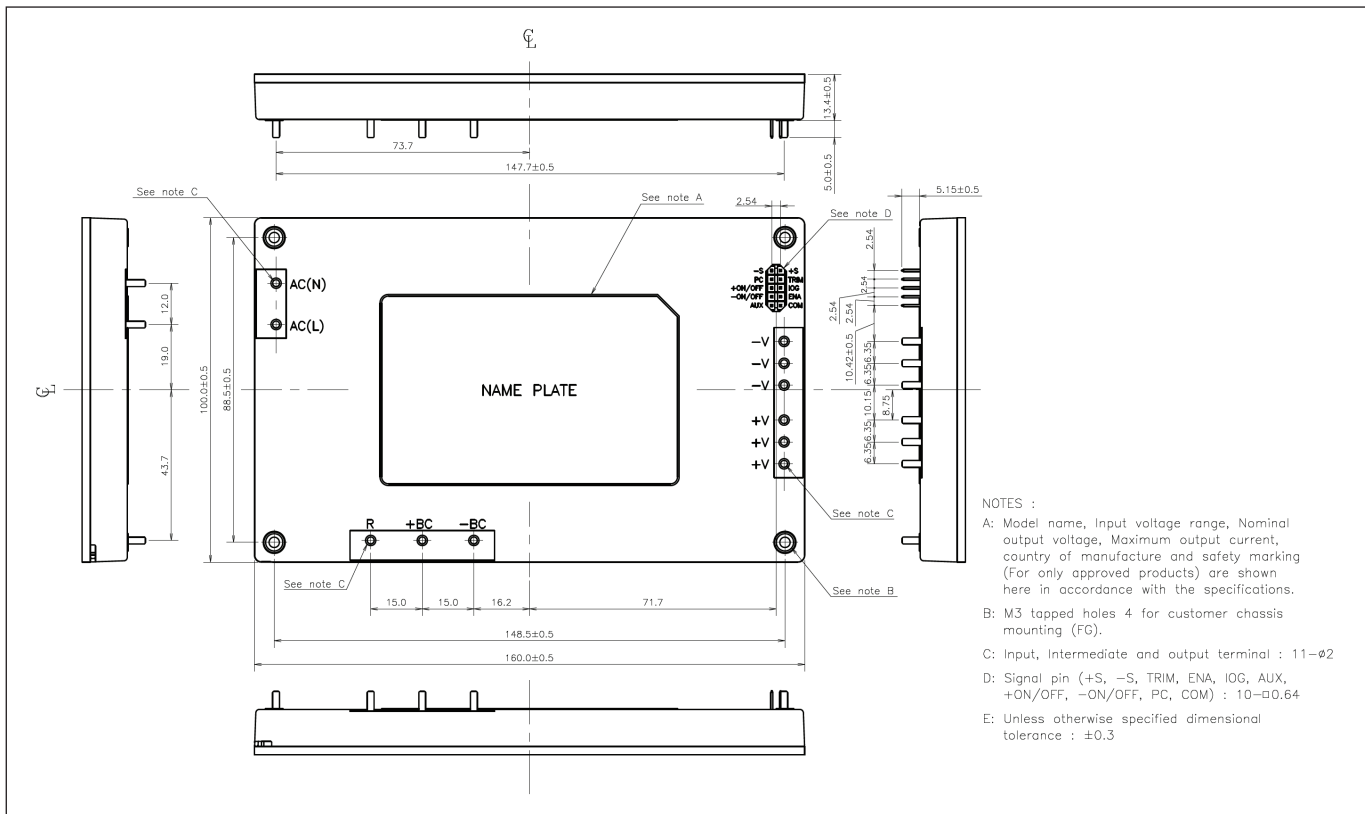 ℄
13.4±0.5
5.0±0.5
73.7
147.7±0.5
See note C
See note A
2.54
See note D
5.15±0.5
2.54
2.54
2.54
2.54
10.42±0.5
6.35
6.35
10.15
8.75
6.35
6.35
-S +S
PC TRIM
+ON/OFF IOG
-ON/OFF ENA
AUX COM
AC(N)
AC(L)
12.0
19.0
43.7
℄
100.0±0.5
88.5±0.5
NAME PLATE
-V
-V
-V
+V
+V
+V
See note C
R +BC -BC
See note C
See note B
15.0 15.0 16.2 71.7
148.5±0.5
160.0±0.5
NOTES :
A: Model name, Input voltage range, Nominal
output voltage, Maximum output current,
country of manufacture and safety marking
(For only approved products) are shown
here in accordance with the specifications.
B: M3 tapped holes 4 for customer chassis
mounting (FG).
C: Input, Intermediate and output terminal : 11-ø2
D: Signal pin (+S, -S, TRIM, ENA, IOG, AUX,
+ON/OFF, -ON/OFF, PC, COM) : 10-□0.64
E: Unless otherwise specified dimensional
tolerance : ±0.3